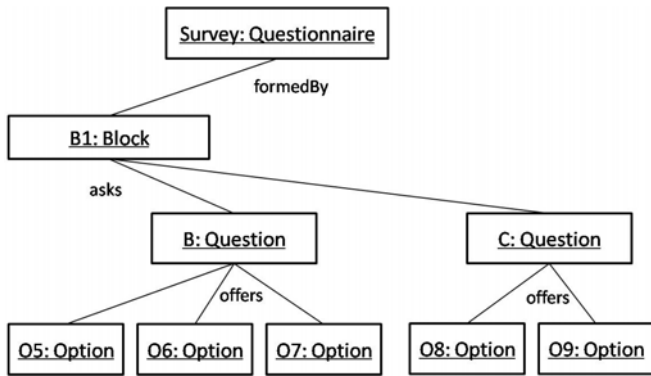 Survey: Questionnaire
formedBy
B1: Block
asks
B: Question
C: Question
offers
offers
O5: Option
O6: Option
O7: Option
O8: Option
O9: Option